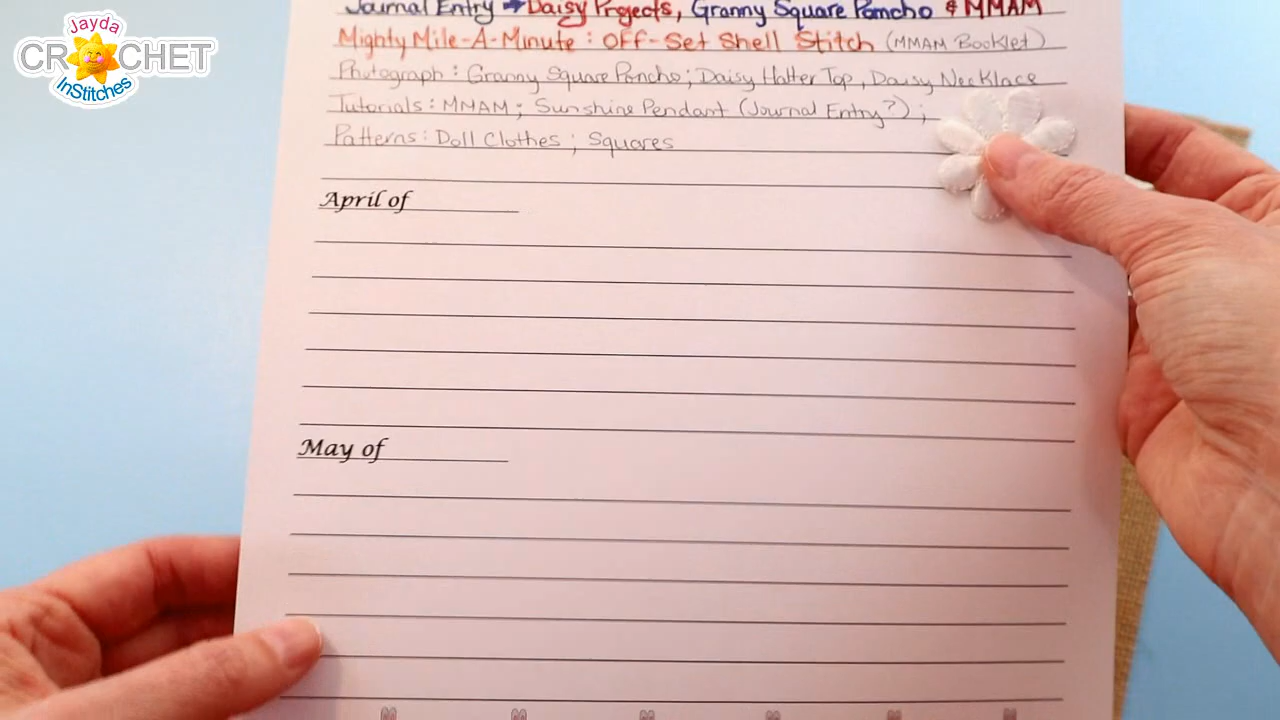 Jayda
CROCHET
InStitches
Journal Entry → Daisy Projects, Granny Square Poncho & MMAM
Mighty Mile-A-Minute : Off-Set Shell Stitch (MMAM Booklet)
Photograph : Granny Square Poncho ; Daisy Halter Top , Daisy Necklace
Tutorials : MMAM ; Sunshine Pendant (Journal Entry?) ;
Patterns : Doll Clothes ; Squares
April of
May of